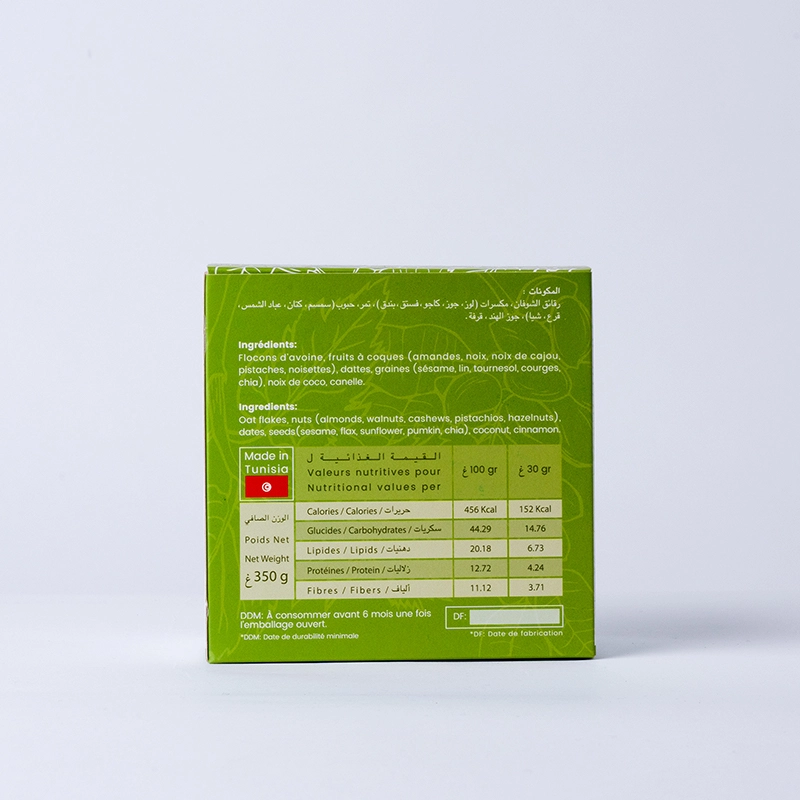 المكونات :
رقائق الشوفان، مكسرات (لوز، جوز، كاجو، فستق، بندق)، تمر، حبوب (سمسم، كتان، عباد الشمس،
قرع، شيا)، جوز الهند، قرفة.
Ingrédients:
Flocons d'avoine, fruits à coques (amandes, noix, noix de cajou,
pistaches, noisettes), dattes, graines (sésame, lin, tournesol, courges,
chia), noix de coco, canelle.
Ingredients:
Oat flakes, nuts (almonds, walnuts, cashews, pistachios, hazelnuts),
dates, seeds(sesame, flax, sunflower, pumkin, chia), coconut, cinnamon.
Made in
Tunisia
القيمة الغذائية ل
Valeurs nutritives pour
Nutritional values per
100 gr غ
30 gr غ
الوزن الصافي
Poids Net
Net Weight
350 g غ
Calories / Calories / حريرات 456 Kcal 152 Kcal
Glucides / Carbohydrates / سكريات 44.29 14.76
Lipides / Lipids / دهنيات 20.18 6.73
Protéines / Protein / زلاليات 12.72 4.24
Fibres / Fibers / ألياف 11.12 3.71
DDM: À consommer avant 6 mois une fois
l'emballage ouvert.
*DDM: Date de durabilité minimale
DF:
*DF: Date de fabrication